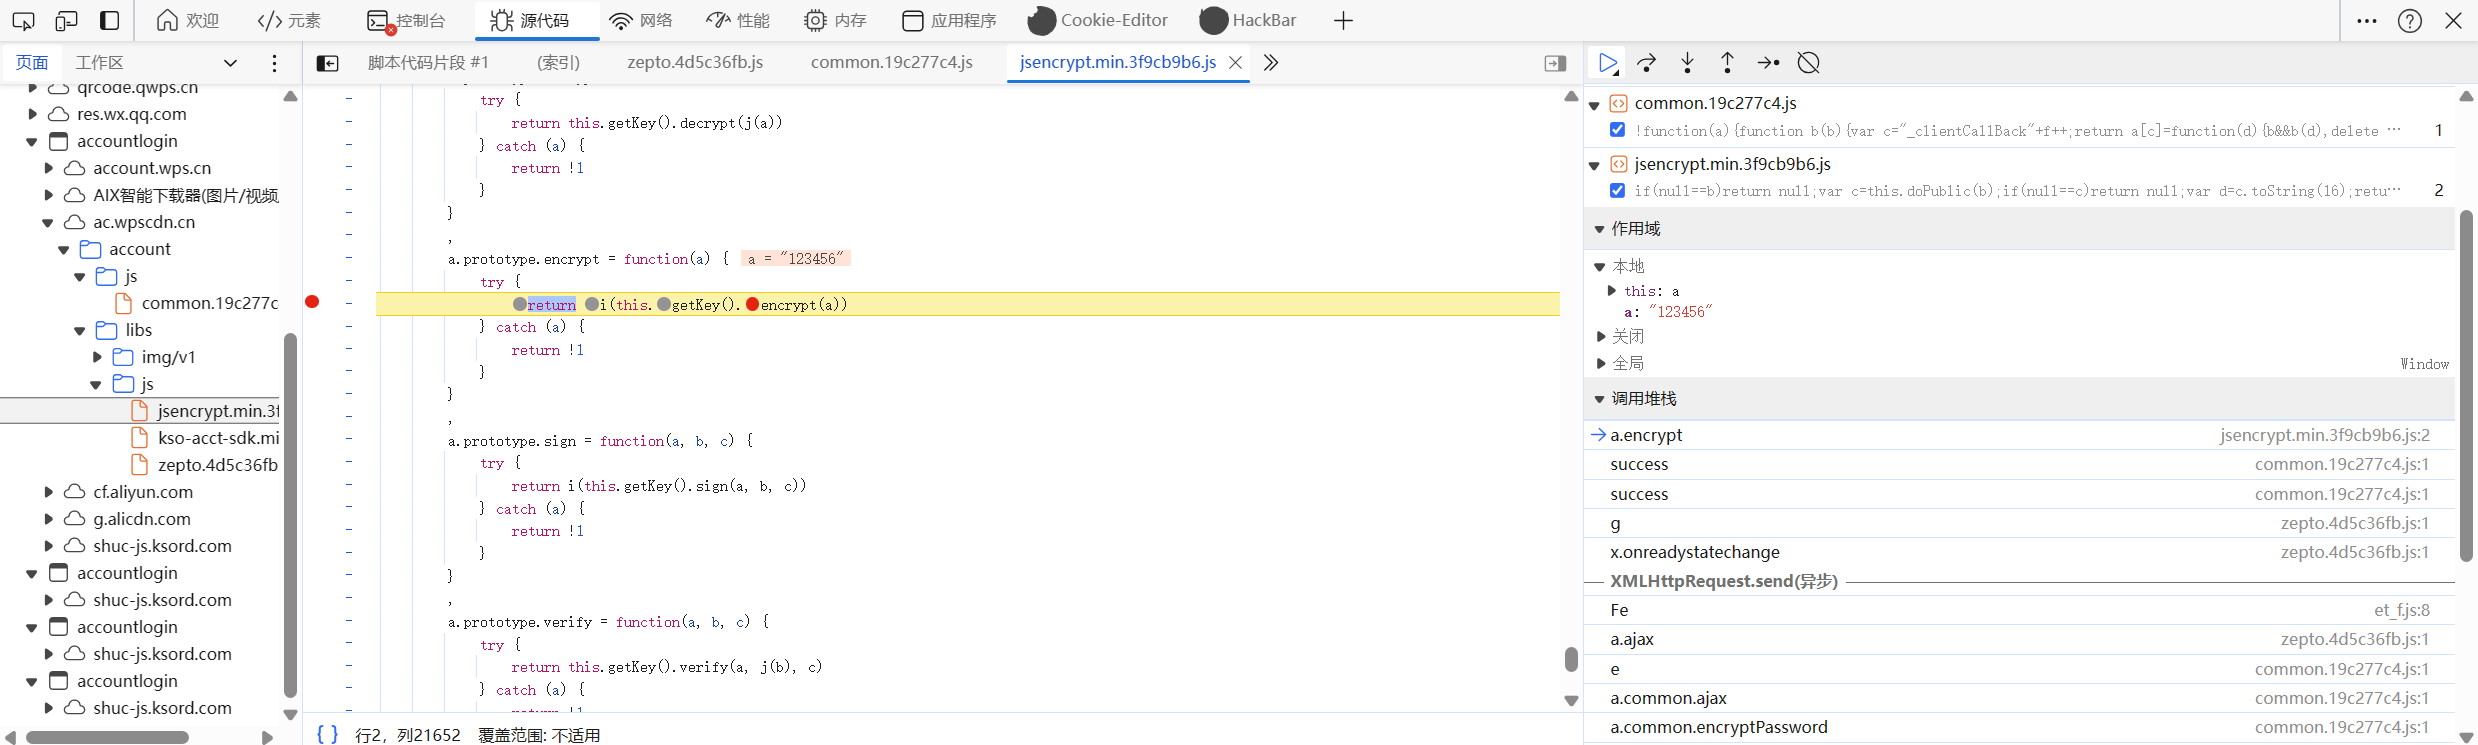 欢迎
元素
控制台
源代码
网络
性能
内存
应用程序
Cookie-Editor
HackBar
页面
工作区
脚本代码片段 #1
(索引)
zepto.4d5c36fb.js
common.19c277c4.js
jsencrypt.min.3f9cb9b6.js
qrcode.qwps.cn
res.wx.qq.com
accountlogin
account.wps.cn
AIX智能下载器(图片/视频
ac.wpscdn.cn
account
js
common.19c277c
libs
img/v1
js
jsencrypt.min.3f
kso-acct-sdk.mi
zepto.4d5c36fb
cf.aliyun.com
g.alicdn.com
shuc-js.ksord.com
accountlogin
shuc-js.ksord.com
accountlogin
shuc-js.ksord.com
accountlogin
shuc-js.ksord.com
try {
return this.getKey().decrypt(j(a))
} catch (a) {
return !1
}
}
,
a.prototype.encrypt = function(a) { a = "123456"
try {
return i(this.getKey().encrypt(a))
} catch (a) {
return !1
}
}
,
a.prototype.sign = function(a, b, c) {
try {
return i(this.getKey().sign(a, b, c))
} catch (a) {
return !1
}
}
,
a.prototype.verify = function(a, b, c) {
try {
return this.getKey().verify(a, j(b), c)
} catch (a) {
return !1
{ } 行2，列21652 覆盖范围: 不适用
common.19c277c4.js
!function(a){function b(b){var c="_clientCallBack"+f++;return a[c]=function(d){b&&b(d),delete ⋯ 1
jsencrypt.min.3f9cb9b6.js
if(null==b)return null;var c=this.doPublic(b);if(null==c)return null;var d=c.toString(16);retu⋯ 2
作用域
本地
this: a
a: "123456"
关闭
全局 Window
调用堆栈
a.encrypt jsencrypt.min.3f9cb9b6.js:2
success common.19c277c4.js:1
success common.19c277c4.js:1
g zepto.4d5c36fb.js:1
x.onreadystatechange zepto.4d5c36fb.js:1
XMLHttpRequest.send(异步)
Fe et_f.js:8
a.ajax zepto.4d5c36fb.js:1
e common.19c277c4.js:1
a.common.ajax common.19c277c4.js:1
a.common.encryptPassword common.19c277c4.js:1